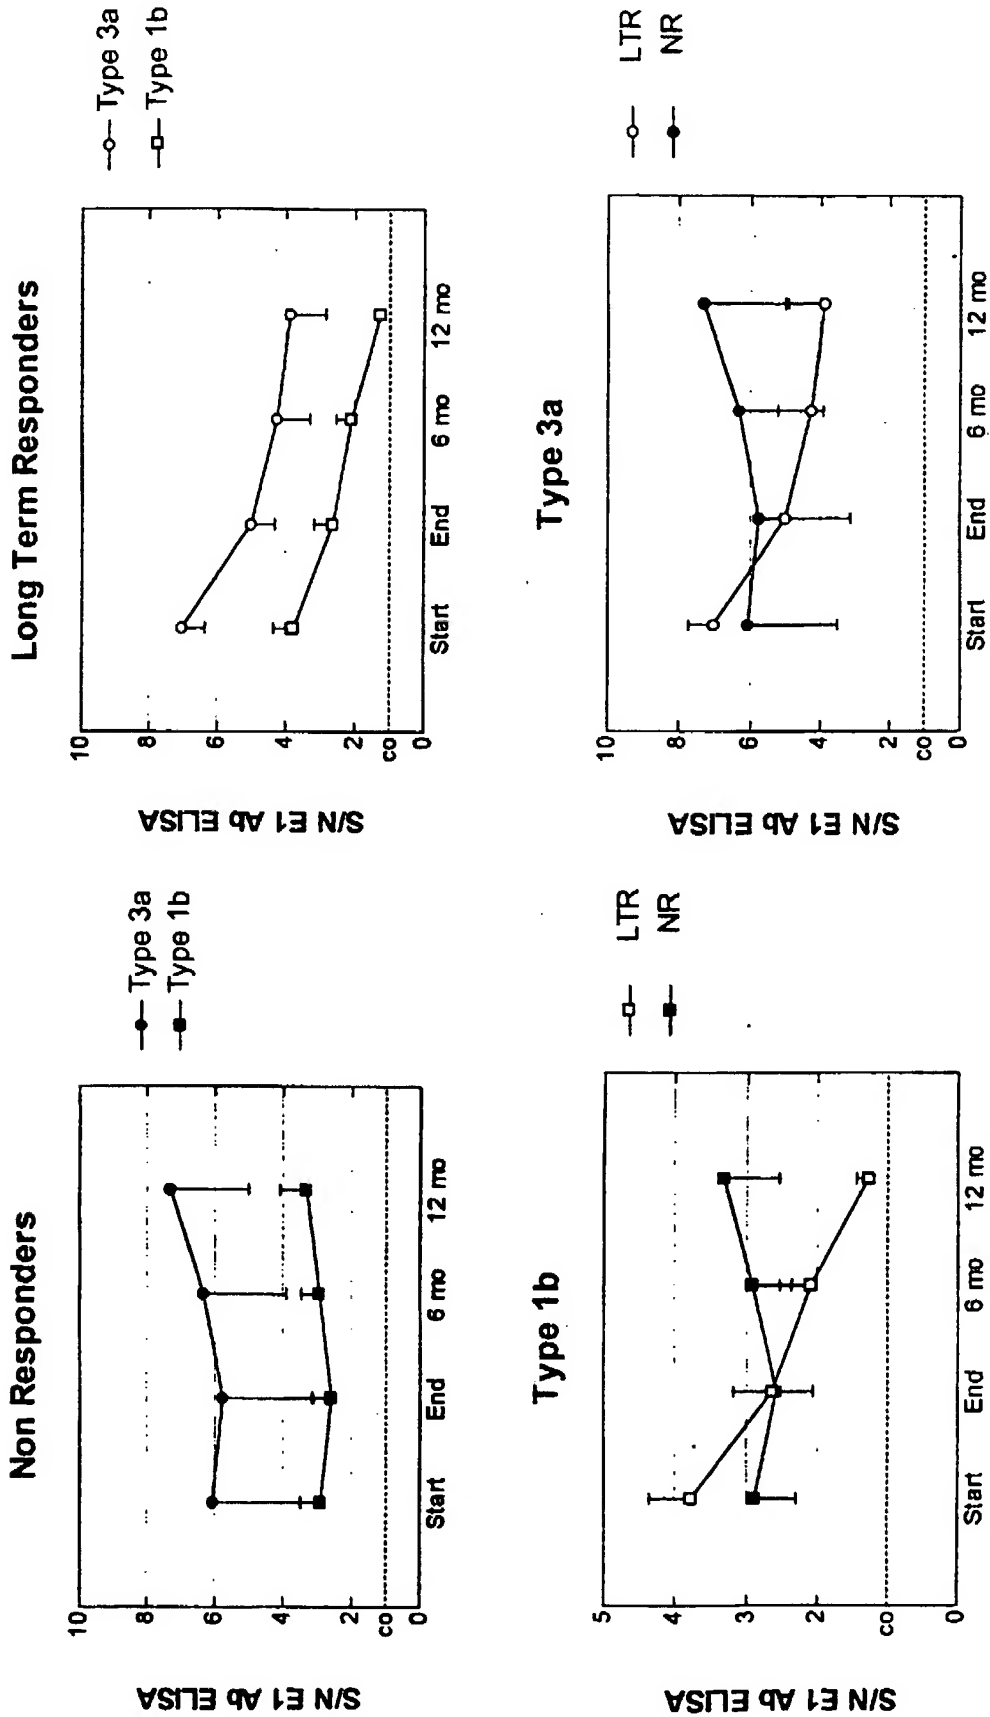 Non Responders
S/N E1 Ab ELISA
10
8
6
4
2
co
0
Start End 6 mo 12 mo
Type 3a
Type 1b
Long Term Responders
S/N E1 Ab ELISA
10
8
6
4
2
co
0
Start End 6 mo 12 mo
Type 3a
Type 1b
Type 1b
S/N E1 Ab ELISA
5
4
3
2
co
0
Start End 6 mo 12 mo
LTR
NR
Type 3a
S/N E1 Ab ELISA
10
8
6
4
co
0
Start End 6 mo 12 mo
LTR
NR